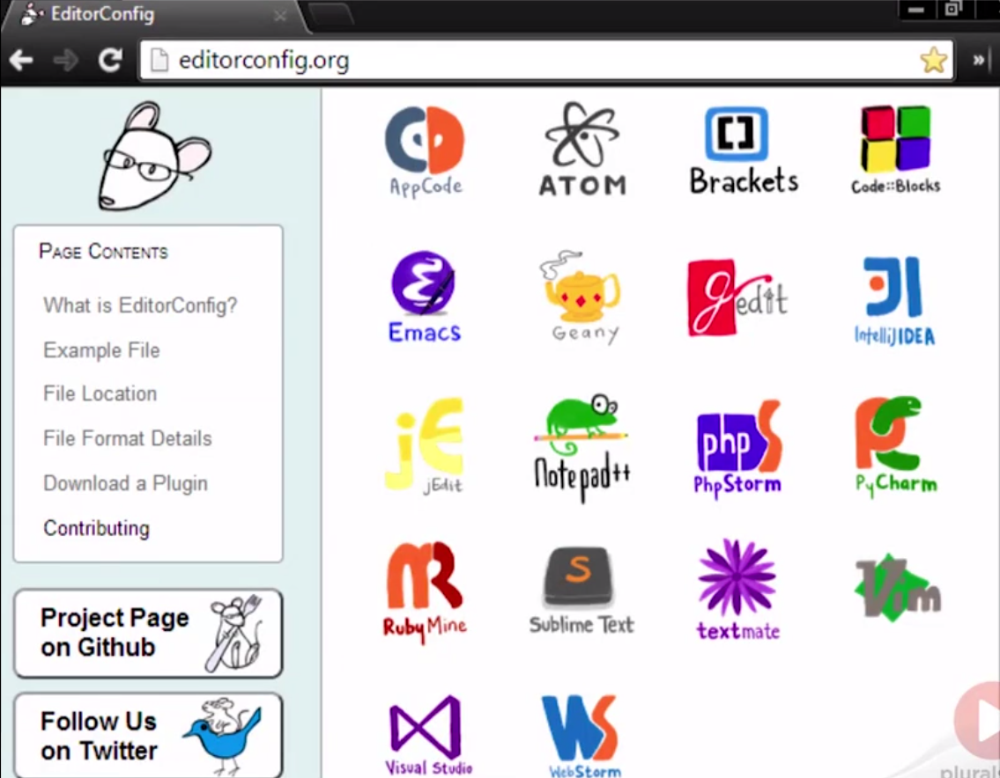 EditorConfig
editorconfig.org
AppCode
ATOM
Brackets
Code::Blocks
PAGE CONTENTS
What is EditorConfig?
Example File
File Location
File Format Details
Download a Plugin
Contributing
Emacs
Geany
gedit
IntelliJIDEA
jE
jEdit
Notepad++
php S
PhpStorm
PC
PyCharm
Project Page
on Github
Follow Us
on Twitter
MR
RubyMine
S
Sublime Text
textmate
Vim
Visual Studio
WS
WebStorm
plurals